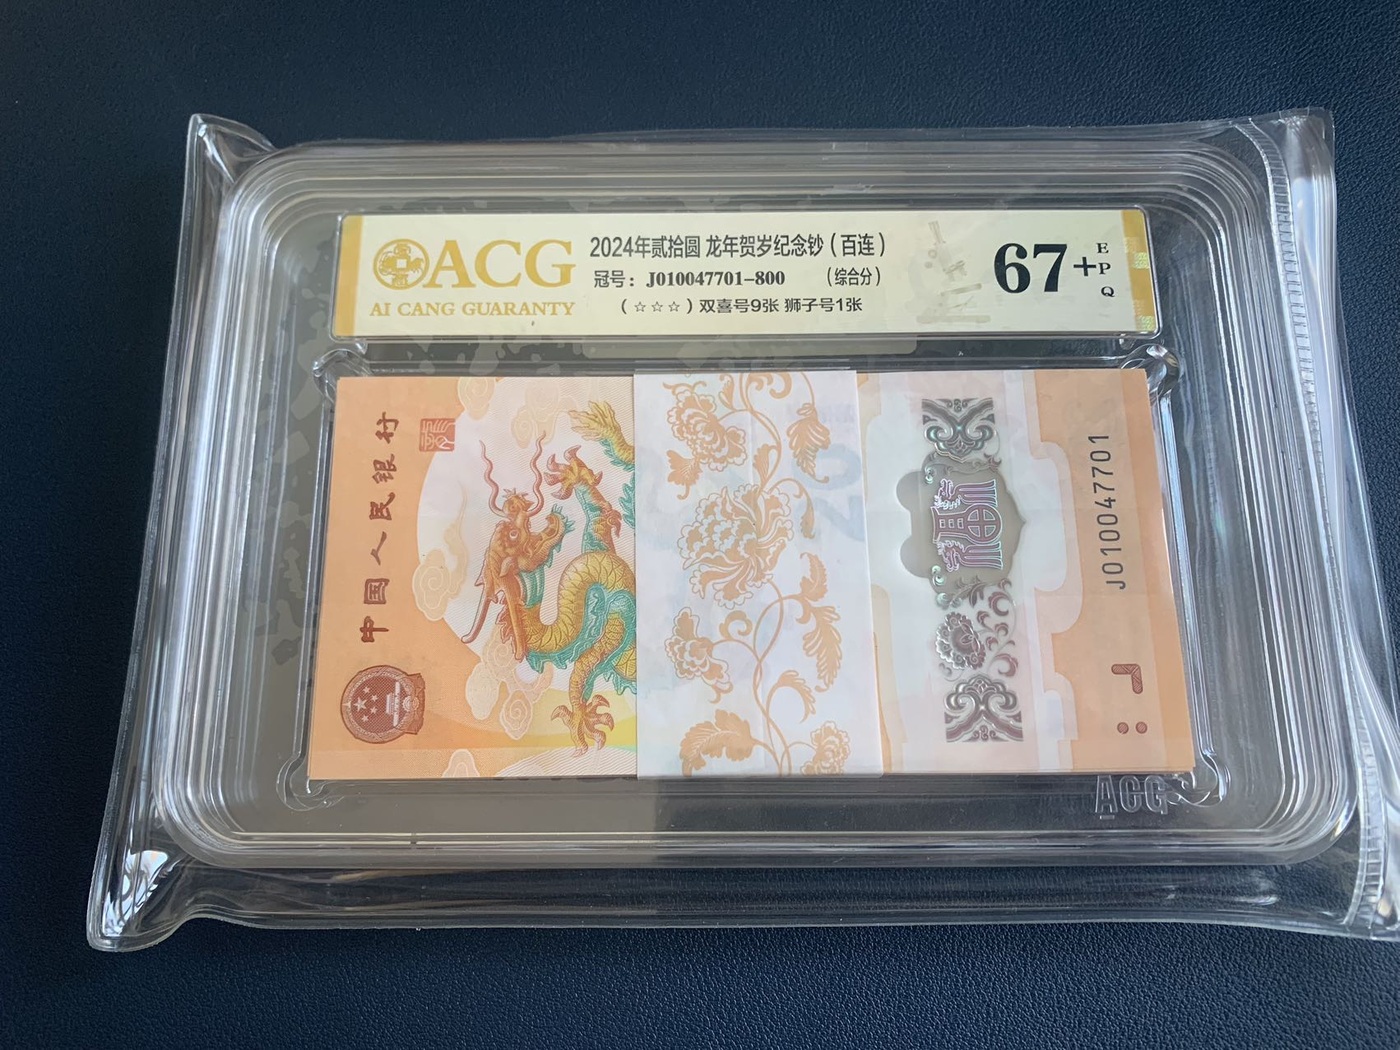 ACG
AI CANG GUARANTY
2024年贰拾圆 龙年贺岁纪念钞(百连)
冠号: J010047701-800 (综合分)
(☆☆☆)双喜号9张 狮子号1张
67+
EPQ
中国人民银行
福
J010047701
ACG